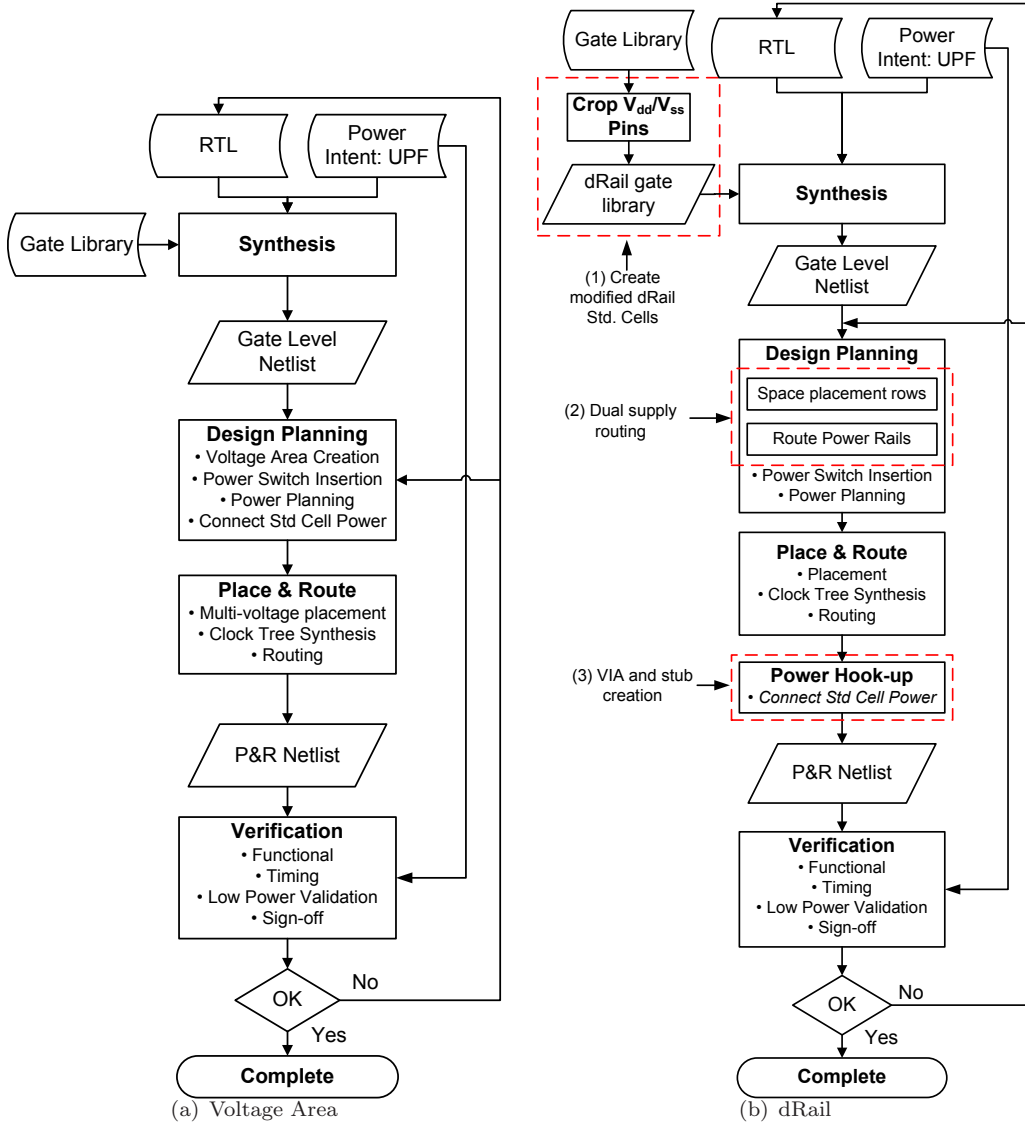 RTL
Power
Intent: UPF
Gate Library
Synthesis
Gate Level
Netlist
Design Planning
• Voltage Area Creation
• Power Switch Insertion
• Power Planning
• Connect Std Cell Power
Place & Route
• Multi-voltage placement
• Clock Tree Synthesis
• Routing
P&R Netlist
Verification
• Functional
• Timing
• Low Power Validation
• Sign-off
OK
No
Yes
Complete
(a) Voltage Area
Gate Library
RTL
Power
Intent: UPF
Crop Vdd/Vss
Pins
dRail gate
library
Synthesis
(1) Create
modified dRail
Std. Cells
Gate Level
Netlist
Design Planning
Space placement rows
(2) Dual supply
routing
Route Power Rails
• Power Switch Insertion
• Power Planning
Place & Route
• Placement
• Clock Tree Synthesis
• Routing
(3) VIA and stub
creation
Power Hook-up
• Connect Std Cell Power
P&R Netlist
Verification
• Functional
• Timing
• Low Power Validation
• Sign-off
OK
No
Yes
Complete
(b) dRail